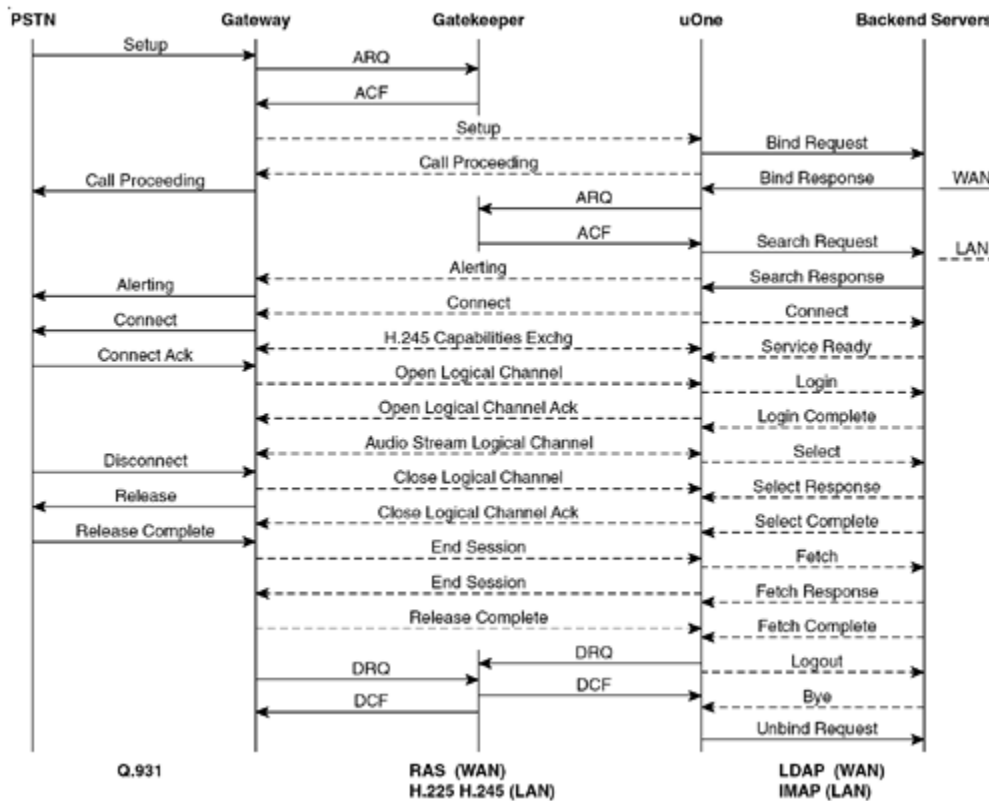 PSTN Gateway Gatekeeper uOne Backend Servers
Setup
ARQ
ACF
Setup
Bind Request
Call Proceeding
Call Proceeding Bind Response WAN
ARQ
ACF Search Request LAN
Alerting
Alerting Search Response
Connect
Connect Connect
H.245 Capabilities Exchg
Connect Ack Service Ready
Open Logical Channel
Login
Open Logical Channel Ack
Login Complete
Audio Stream Logical Channel
Disconnect Select
Close Logical Channel
Release Select Response
Close Logical Channel Ack
Release Complete Select Complete
End Session
Fetch
End Session
Fetch Response
Release Complete
Fetch Complete
DRQ
DRQ Logout
DCF
DCF Bye
Unbind Request
Q.931 RAS (WAN) LDAP (WAN)
H.225 H.245 (LAN) IMAP (LAN)